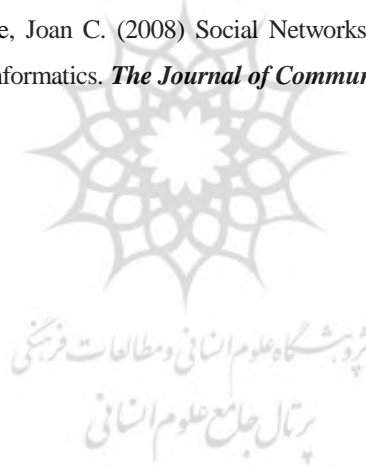 e, Joan C. (2008) Social Networks
nformatics. The Journal of Commun
پژوهشگاه علوم انسانی و مطالعات فرهنگی
پرتال جامع علوم انسانی